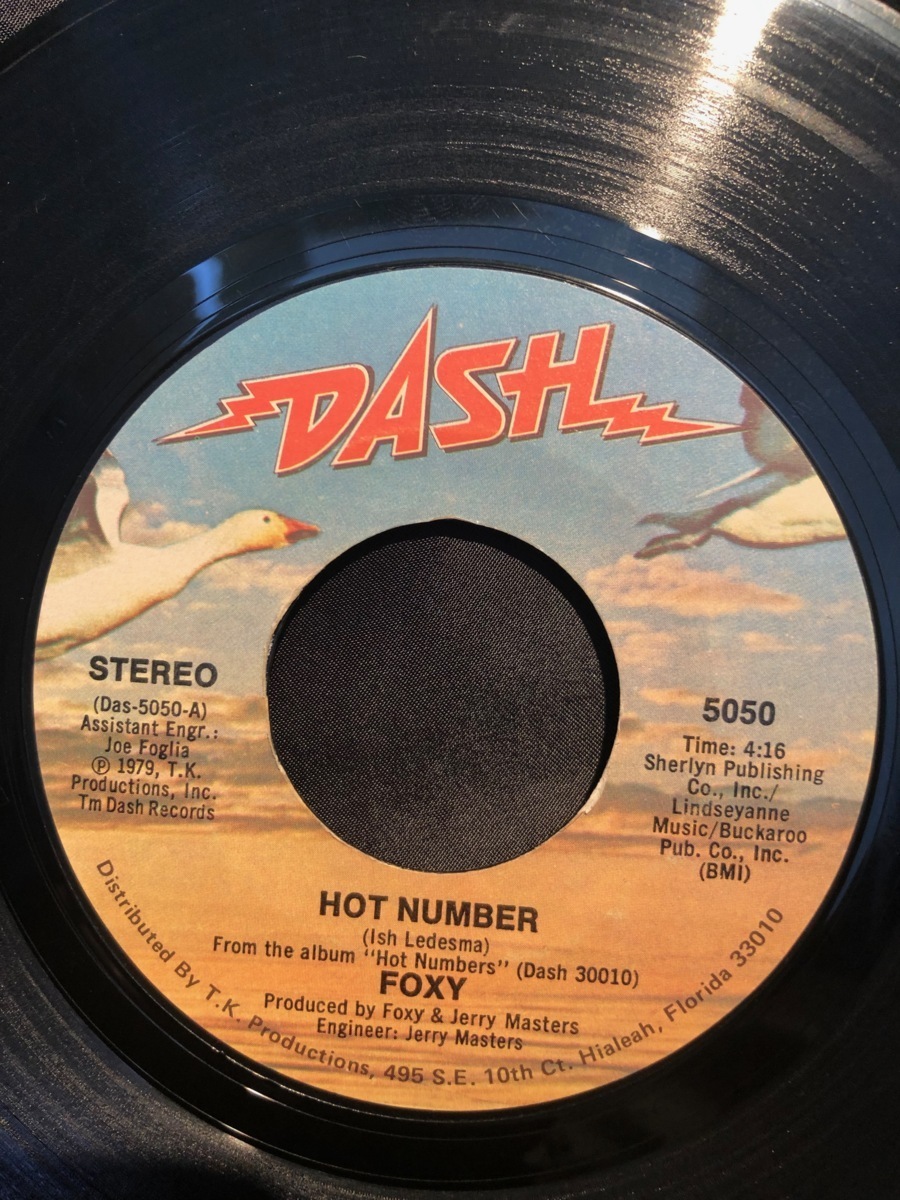 DASH
STEREO
(Das-5050-A)
Assistant Engr.:
Joe Foglia
℗ 1979, T.K.
Productions, Inc.
Tm Dash Records
5050
Time: 4:16
Sherlyn Publishing
Co., Inc./
Lindseyanne
Music/Buckaroo
Pub. Co., Inc.
(BMI)
HOT NUMBER
(Ish Ledesma)
From the album "Hot Numbers" (Dash 30010)
FOXY
Produced by Foxy & Jerry Masters
Engineer: Jerry Masters
Distributed By T.K. Productions, 495 S.E. 10th Ct. Hialeah, Florida 33010